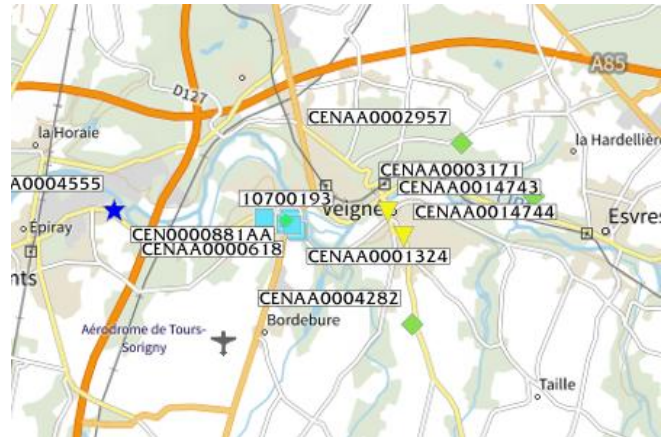 A85
D127
la Horaie
CENAA0002957
la Hardellière
CENAA0003171
A0004555
10700193
CENAA0014743
Veigné
CENAA0014744
Épiray
CEN0000881AA
Esvres
CENAA0000618
CENAA0001324
nts
CENAA0004282
Bordebure
Aérodrome de Tours-
Sorigny
Taille